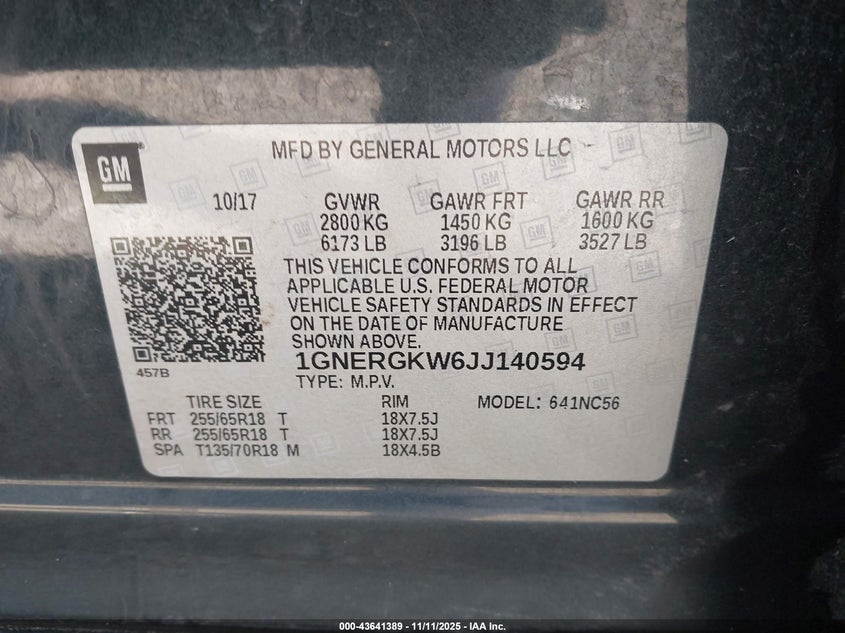 GM
MFD BY GENERAL MOTORS LLC
10/17 GVWR GAWR FRT GAWR RR
2800 KG 1450 KG 1600 KG
6173 LB 3196 LB 3527 LB
THIS VEHICLE CONFORMS TO ALL
APPLICABLE U.S. FEDERAL MOTOR
VEHICLE SAFETY STANDARDS IN EFFECT
ON THE DATE OF MANUFACTURE
SHOWN ABOVE.
457B
1GNERGKW6JJ140594
TYPE: M.P.V.
TIRE SIZE RIM MODEL: 641NC56
FRT 255/65R18 T 18X7.5J
RR 255/65R18 T 18X7.5J
SPA T135/70R18 M 18X4.5B
000-43641389 - 11/11/2025 - IAA Inc.